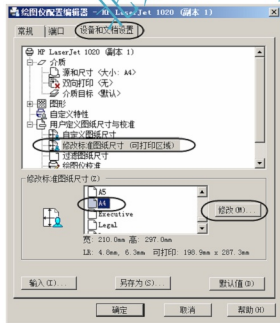 绘图仪配置编辑器 - HP LaserJet 1020 (副本 1)
常规 端口 设备和文档设置
HP LaserJet 1020 (副本 1)
介质
源和尺寸 <大小: A4>
双向打印 <无>
介质目标 <默认>
图形
自定义特性
用户定义图纸尺寸与校准
自定义图纸尺寸
修改标准图纸尺寸 (可打印区域)
过滤图纸尺寸
绘图仪校准
修改标准图纸尺寸(Z)
A5
A4
Executive
Legal
修改(M)...
宽: 210.0mm 高: 297.0mm
LR: 4.8mm, 6.3mm 可打印: 198.9mm x 287.3mm
输入(I)... 另存为(S)... 默认值(D)
确定 取消 帮助(H)